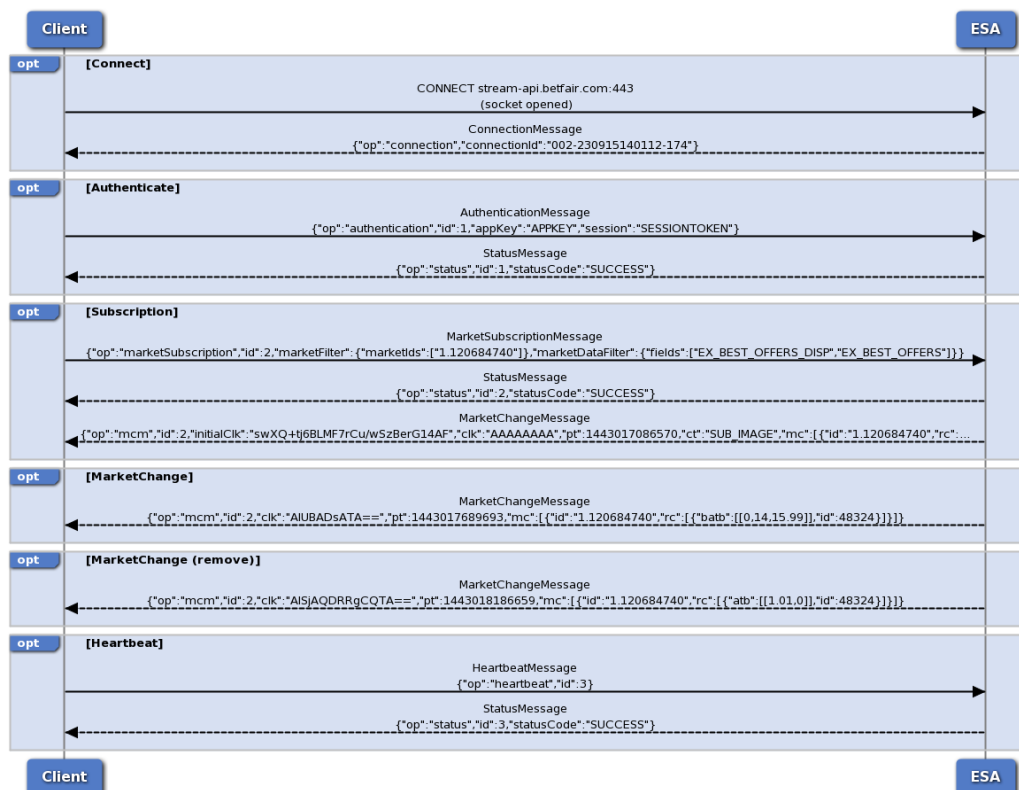 Client
ESA
opt
[Connect]
CONNECT stream-api.betfair.com:443
(socket opened)
ConnectionMessage
{"op":"connection","connectionId":"002-230915140112-174"}
opt
[Authenticate]
AuthenticationMessage
{"op":"authentication","id":1,"appKey":"APPKEY","session":"SESSIONTOKEN"}
StatusMessage
{"op":"status","id":1,"statusCode":"SUCCESS"}
opt
[Subscription]
MarketSubscriptionMessage
{"op":"marketSubscription","id":2,"marketFilter":{"marketIds":["1.120684740"]},"marketDataFilter":{"fields":["EX_BEST_OFFERS_DISP","EX_BEST_OFFERS"]}}
StatusMessage
{"op":"status","id":2,"statusCode":"SUCCESS"}
MarketChangeMessage
{"op":"mcm","id":2,"initialClk":"swXQ+tj6BLMF7rCu/wSzBerG14AF","clk":"AAAAAAAA","pt":1443017086570,"ct":"SUB_IMAGE","mc":[{"id":"1.120684740","rc":...
opt
[MarketChange]
MarketChangeMessage
{"op":"mcm","id":2,"clk":"AIUBADsATA==","pt":1443017689693,"mc":[{"id":"1.120684740","rc":[{"batb":[[0,14,15.99]],"id":48324}]}]}
opt
[MarketChange (remove)]
MarketChangeMessage
{"op":"mcm","id":2,"clk":"AISjAQDRRgCQTA==","pt":1443018186659,"mc":[{"id":"1.120684740","rc":[{"atb":[[1.01,0]],"id":48324}]}]}
opt
[Heartbeat]
HeartbeatMessage
{"op":"heartbeat","id":3}
StatusMessage
{"op":"status","id":3,"statusCode":"SUCCESS"}
Client
ESA